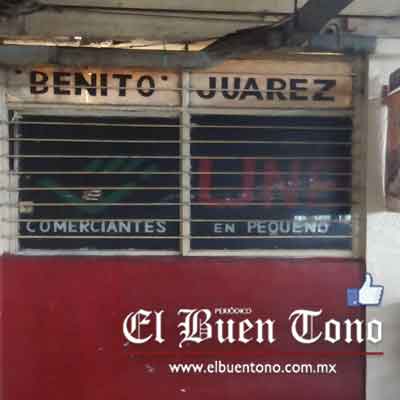 "BENITO" JUAREZ
UNE
COMERCIANTES EN PEQUEÑO
PERIÓDICO
El Buen Tono
www.elbuentono.com.mx